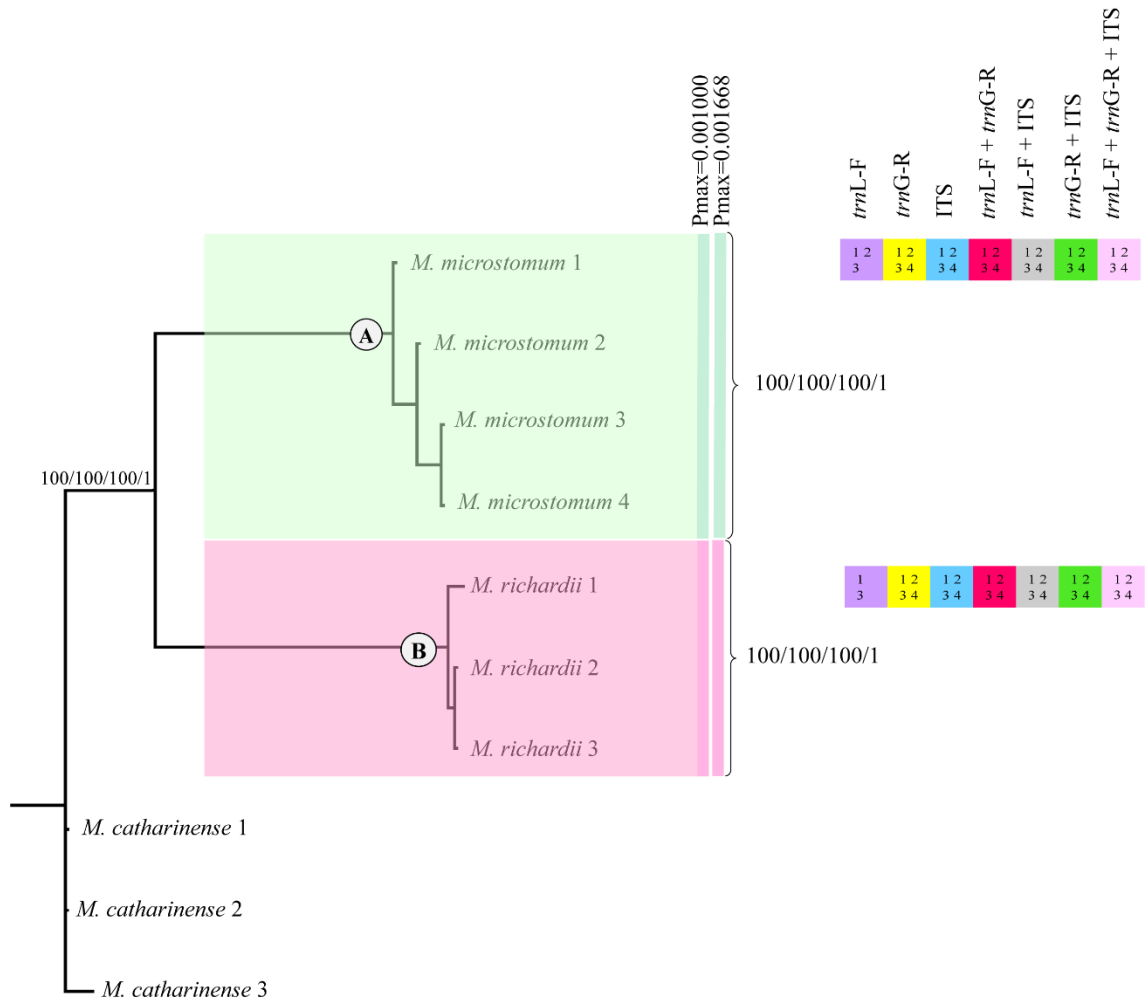 Pmax=0.001000
Pmax=0.001668
trnL-F
trnG-R
ITS
trnL-F + trnG-R
trnL-F + ITS
trnG-R + ITS
trnL-F + trnG-R + ITS
M. microstomum 1
1 2
3
1 2
3 4
1 2
3 4
1 2
3 4
1 2
3 4
1 2
3 4
1 2
3 4
A
M. microstomum 2
100/100/100/1
M. microstomum 3
100/100/100/1
M. microstomum 4
M. richardii 1
1
3
1 2
3 4
1 2
3 4
1 2
3 4
1 2
3 4
1 2
3 4
1 2
3 4
B
M. richardii 2
100/100/100/1
M. richardii 3
M. catharinense 1
M. catharinense 2
M. catharinense 3